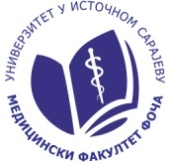 УНИВЕРЗИТЕТ У ИСТОЧНОМ САРАЈЕВУ
МЕДИЦИНСКИ ФАКУЛТЕТ ФОЧА